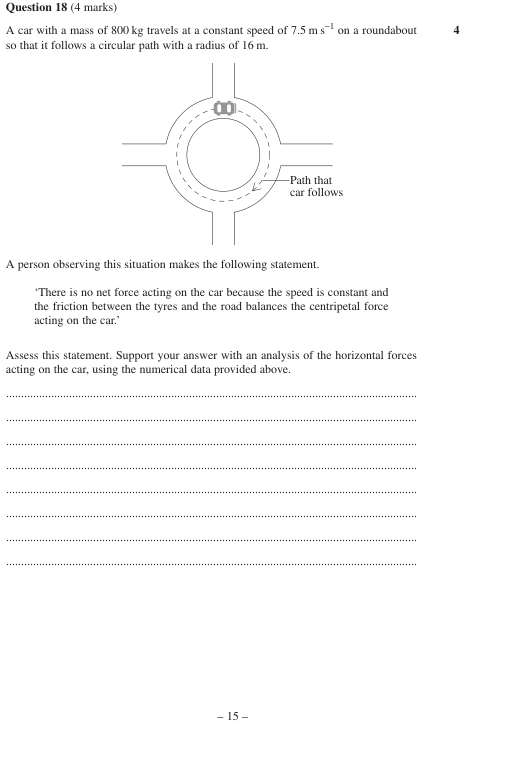 Question 18 (4 marks)
A car with a mass of 800 kg travels at a constant speed of 7.5 m s⁻¹ on a roundabout 4
so that it follows a circular path with a radius of 16 m.
Path that
car follows
A person observing this situation makes the following statement.
‘There is no net force acting on the car because the speed is constant and
the friction between the tyres and the road balances the centripetal force
acting on the car.’
Assess this statement. Support your answer with an analysis of the horizontal forces
acting on the car, using the numerical data provided above.
– 15 –